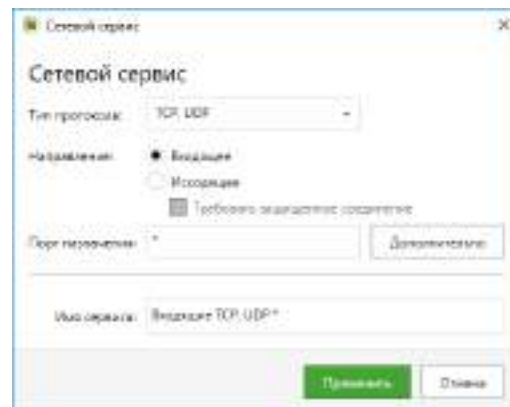 Сетевой сервис
Сетевой сервис
Тип протокола: TCP, UDP
Направление: Входящее
Исходящее
Требовать защищенное соединение
Порт назначения: * Дополнительно
Имя сервиса: Входящее TCP, UDP *
Применить Отмена